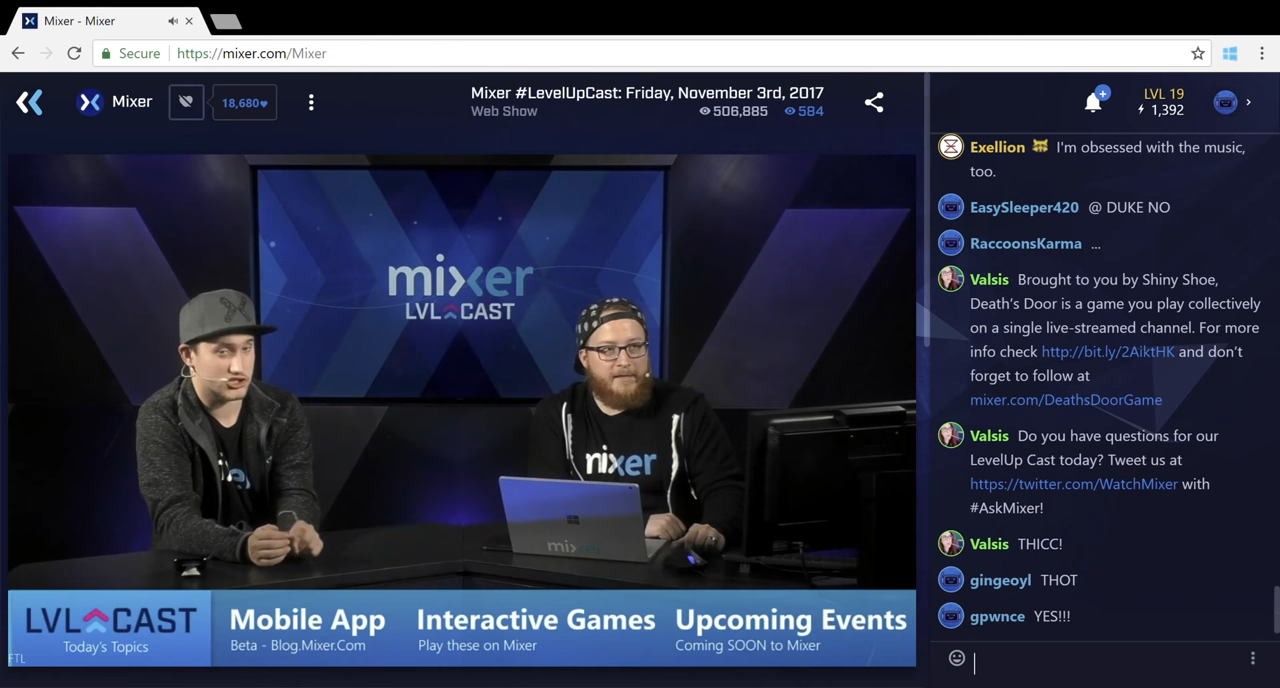 Mixer - Mixer
Secure https://mixer.com/Mixer
Mixer
18,680
Mixer #LevelUpCast: Friday, November 3rd, 2017
Web Show
506,885
584
LVL 19
1,392
mixer
LVL CAST
mixer
mixer
LVL CAST
Today's Topics
FTL
Mobile App
Beta - Blog.Mixer.Com
Interactive Games
Play these on Mixer
Upcoming Events
Coming SOON to Mixer
Exellion I'm obsessed with the music,
too.
EasySleeper420 @ DUKE NO
RaccoonsKarma ...
Valsis Brought to you by Shiny Shoe,
Death’s Door is a game you play collectively
on a single live-streamed channel. For more
info check http://bit.ly/2AiktHK and don’t
forget to follow at
mixer.com/DeathsDoorGame
Valsis Do you have questions for our
LevelUp Cast today? Tweet us at
https://twitter.com/WatchMixer with
#AskMixer!
Valsis THICC!
gingeoyl THOT
gpwnce YES!!!